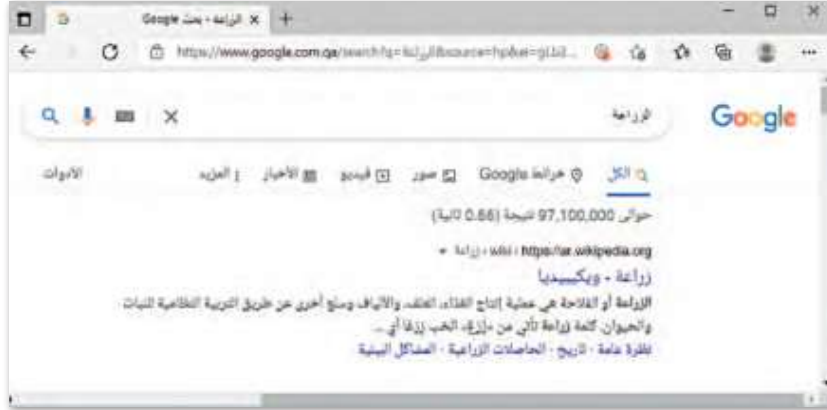 الزراعة - بحث Google
https://www.google.com.qa/search?q=
الزراعة
Google
الكل
خرائط Google
صور
فيديو
الأخبار
المزيد
الأدوات
حوالى 97,100,000 نتيجة (0.66 ثانية)
https://ar.wikipedia.org › wiki › زراعة
زراعة - ويكيبيديا
الزراعة أو الفلاحة هي عملية إنتاج الغذاء، العلف، والألياف وسلع أخرى عن طريق التربية النظامية للنبات
والحيوان. كلمة زراعة تأتي من الحب أي ...
نظرة عامة · تاريخ · الحاصلات الزراعية · المشاكل البيئية